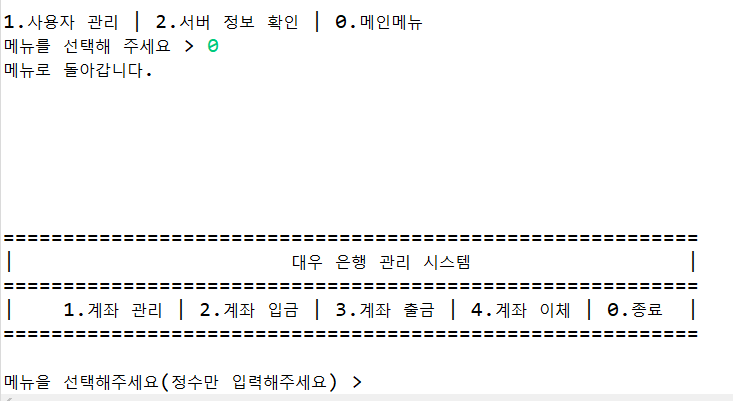 1.사용자 관리 | 2.서버 정보 확인 | 0.메인메뉴
메뉴를 선택해 주세요 > 0
메뉴로 돌아갑니다.
==========================================================
|                       대우 은행 관리 시스템                  |
==========================================================
|    1.계좌 관리 | 2.계좌 입금 | 3.계좌 출금 | 4.계좌 이체 | 0.종료  |
==========================================================
메뉴을 선택해주세요(정수만 입력해주세요) >